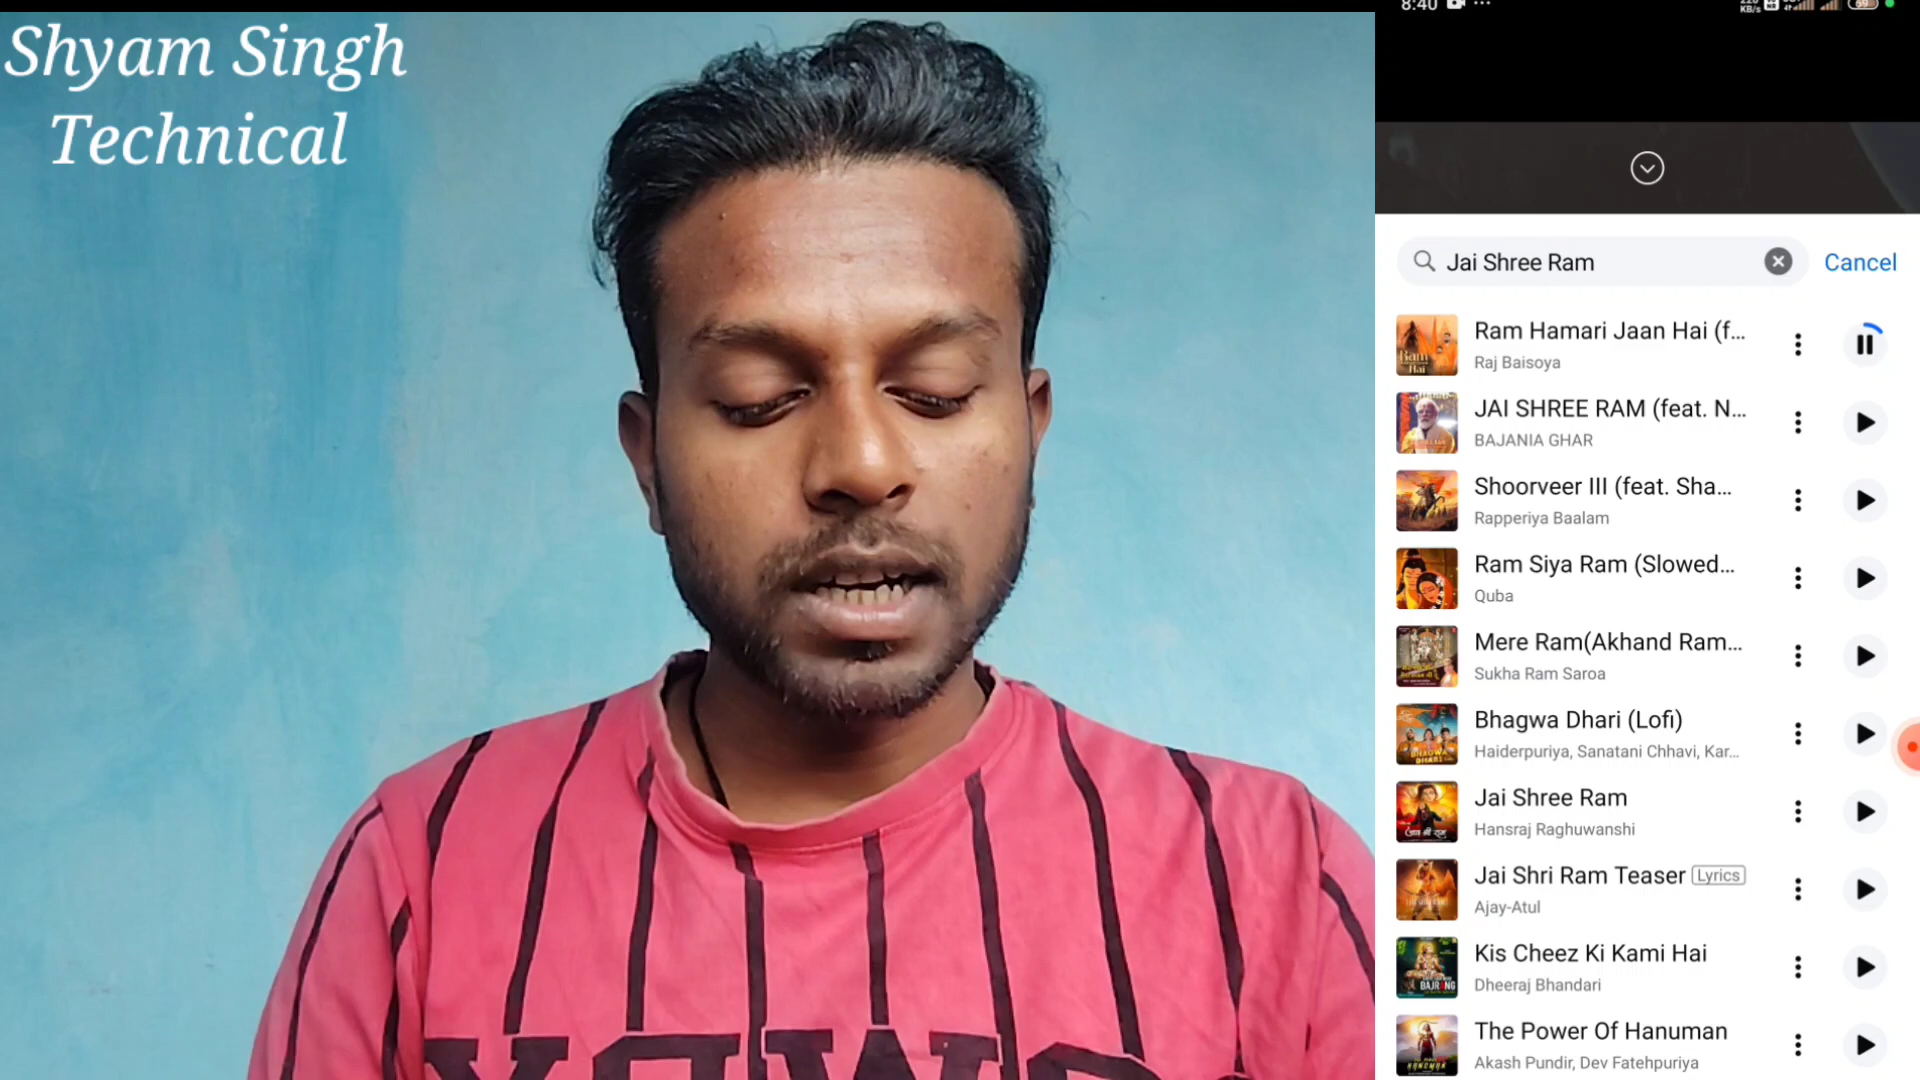 Shyam Singh
Technical
8:40
KB/s
69
Jai Shree Ram
Cancel
Ram Hamari Jaan Hai (f...
Raj Baisoya
JAI SHREE RAM (feat. N...
BAJANIA GHAR
Shoorveer III (feat. Sha...
Rapperiya Baalam
Ram Siya Ram (Slowed...
Quba
Mere Ram(Akhand Ram...
Sukha Ram Saroa
Bhagwa Dhari (Lofi)
Haiderpuriya, Sanatani Chhavi, Kar...
Jai Shree Ram
Hansraj Raghuwanshi
Jai Shri Ram Teaser Lyrics
Ajay-Atul
Kis Cheez Ki Kami Hai
Dheeraj Bhandari
The Power Of Hanuman
Akash Pundir, Dev Fatehpuriya